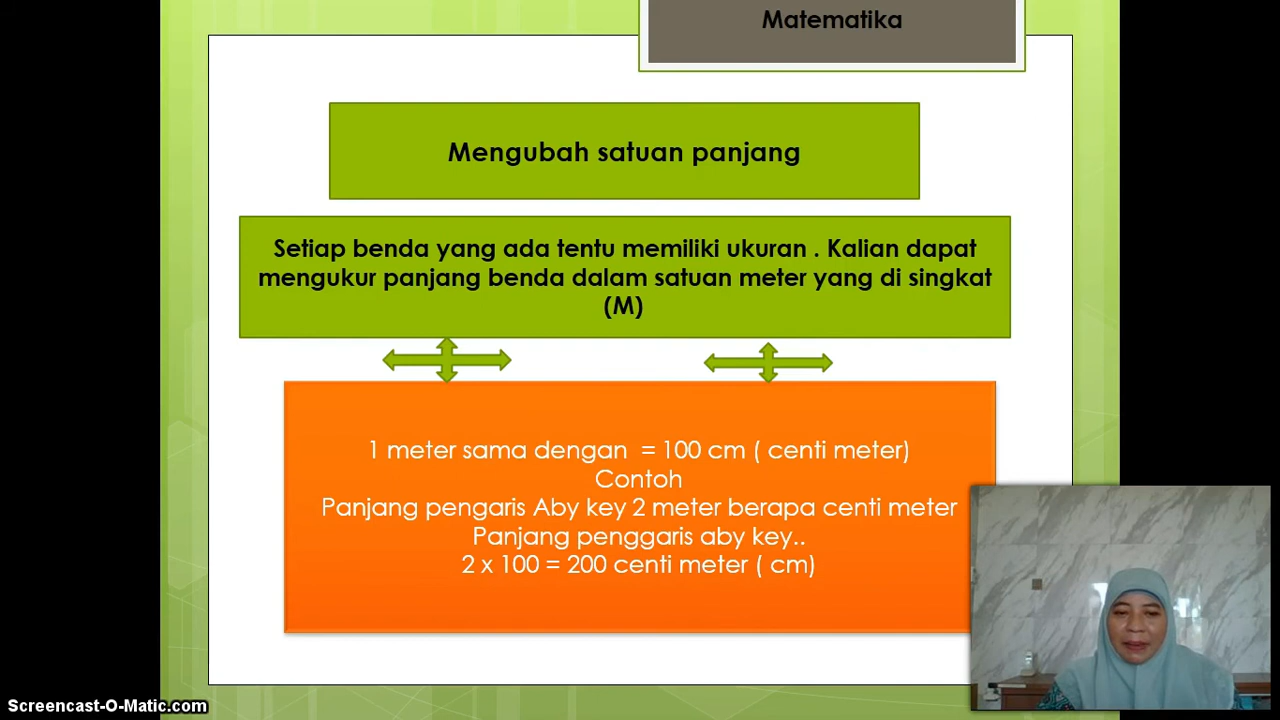 Matematika
Mengubah satuan panjang
Setiap benda yang ada tentu memiliki ukuran . Kalian dapat
mengukur panjang benda dalam satuan meter yang di singkat
(M)
1 meter sama dengan = 100 cm ( centi meter)
Contoh
Panjang pengaris Aby key 2 meter berapa centi meter
Panjang penggaris aby key..
2 x 100 = 200 centi meter ( cm)
Screencast-O-Matic.com